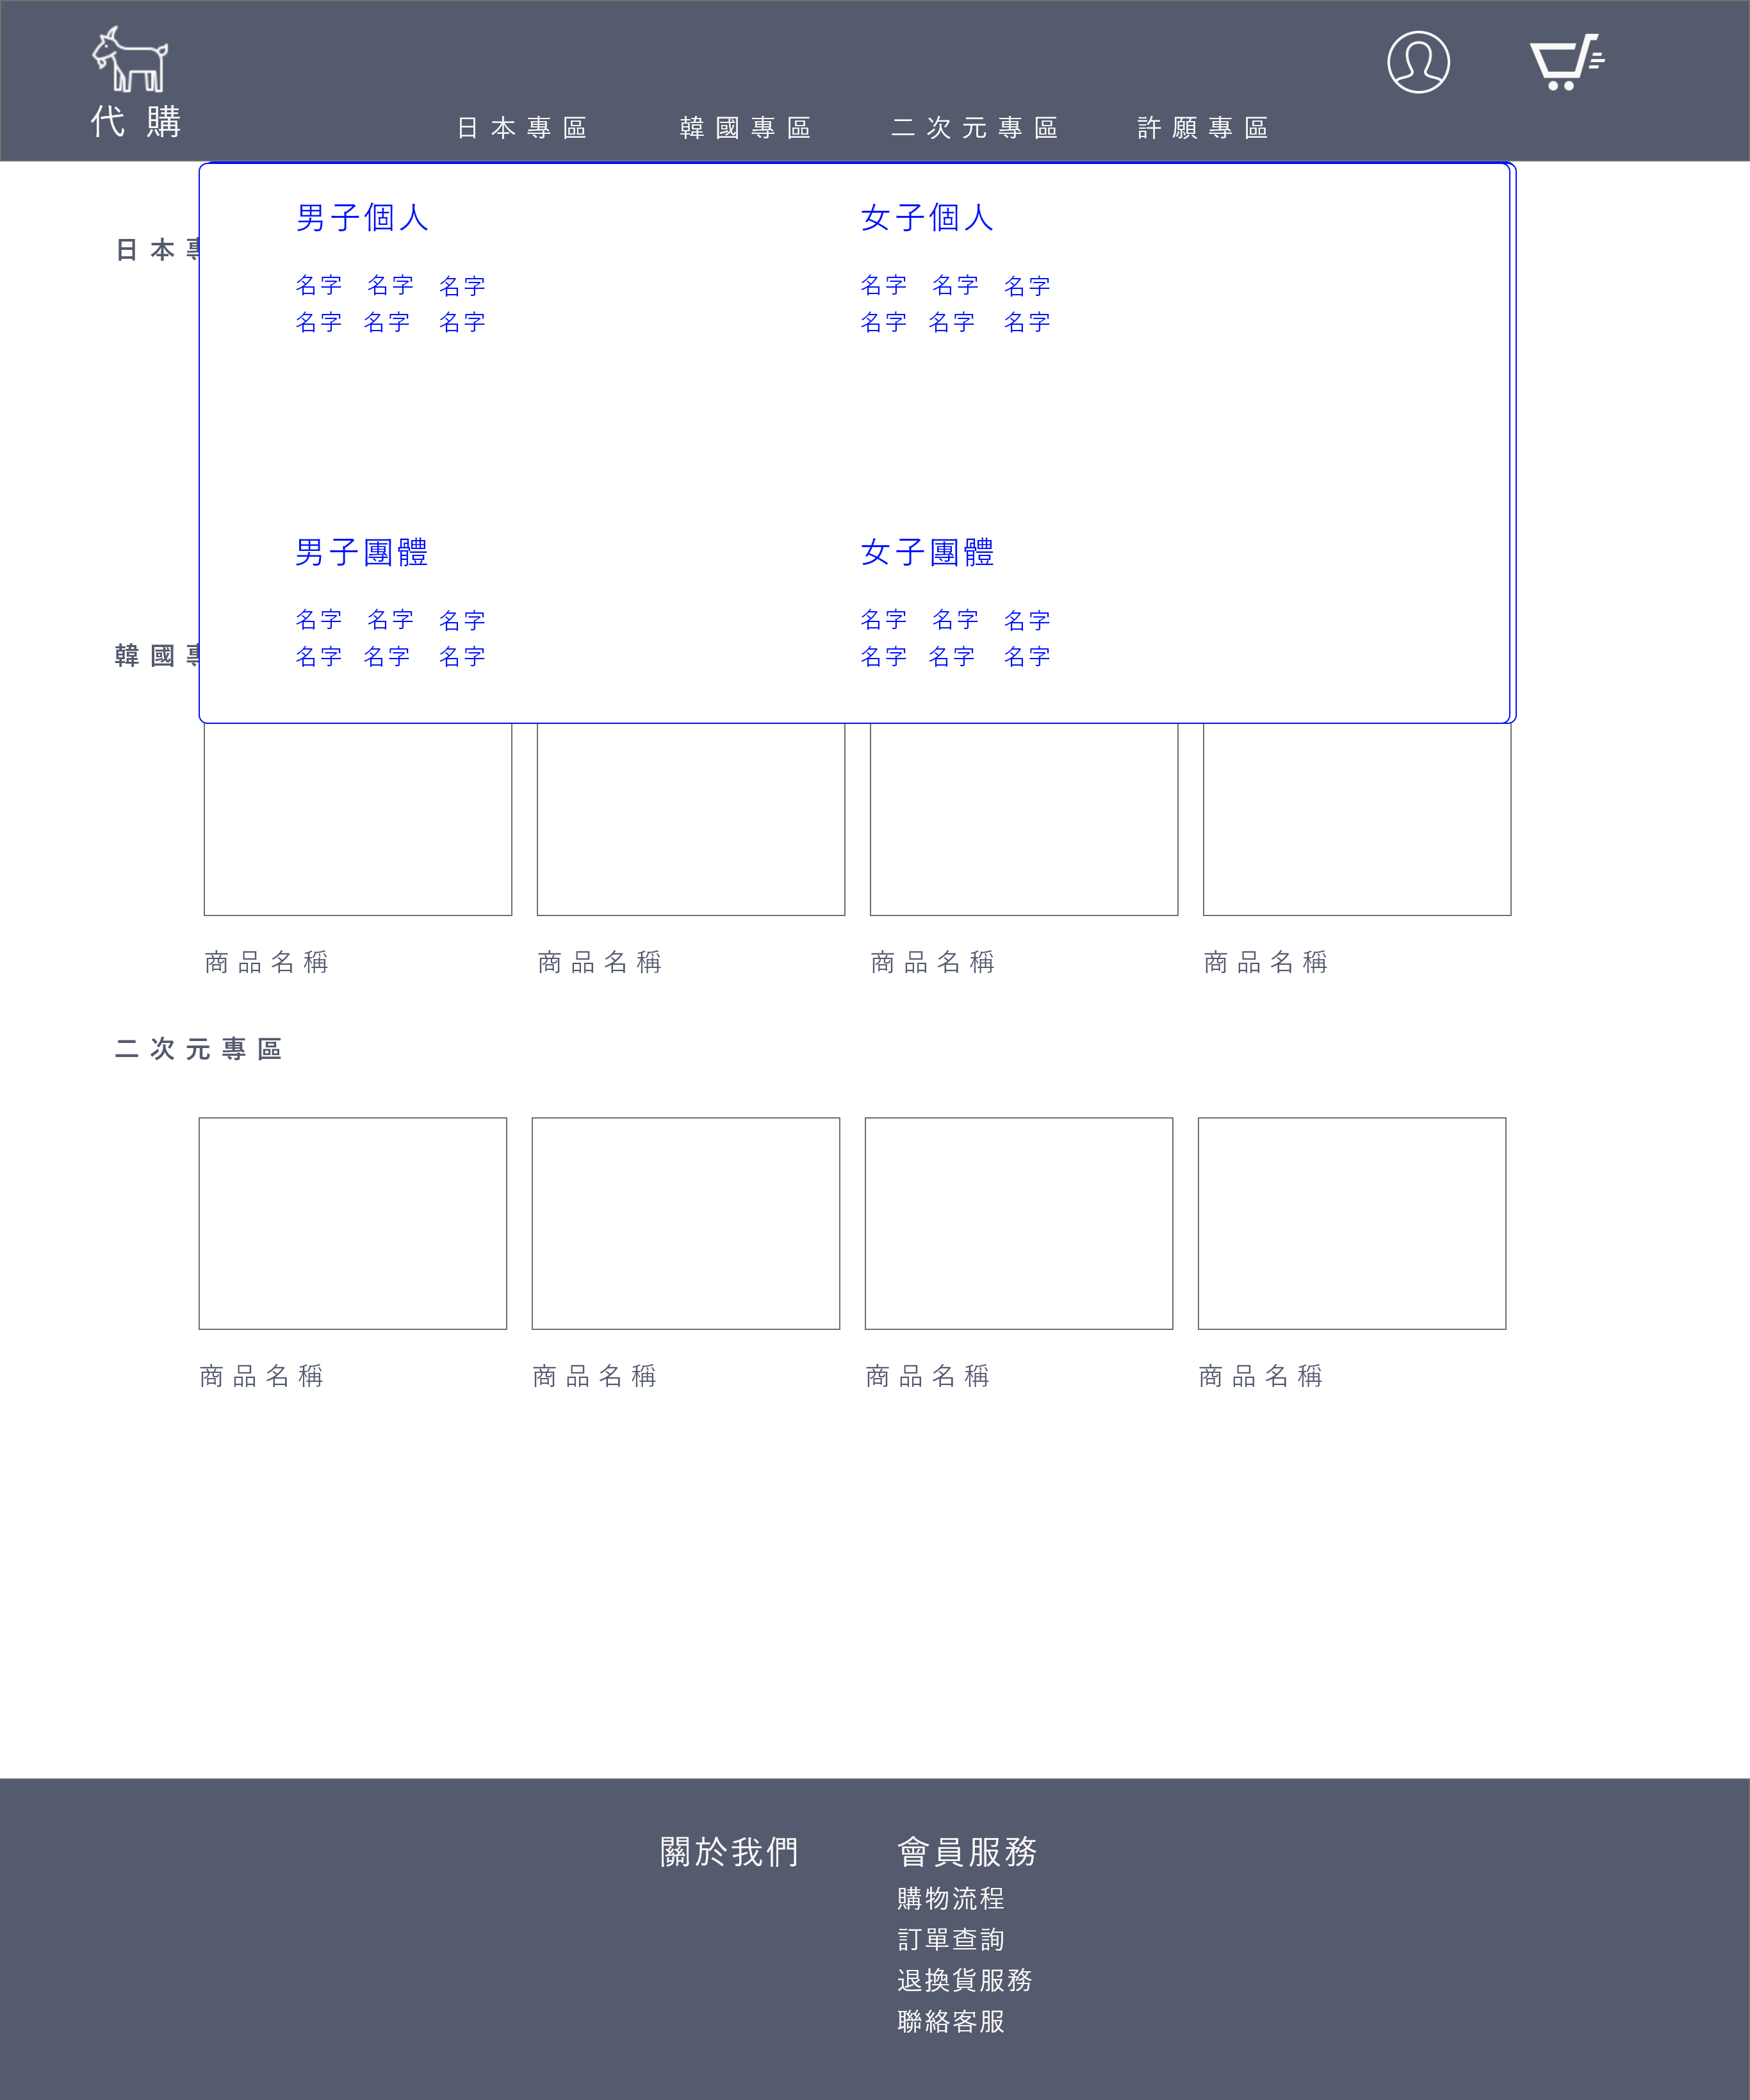 代 購
日本專區 韓國專區 二次元專區 許願專區
日本
男子個人 女子個人
名字 名字 名字 名字 名字 名字
名字 名字 名字 名字 名字 名字
男子團體 女子團體
名字 名字 名字 名字 名字 名字
名字 名字 名字 名字 名字 名字
韓國
商品名稱 商品名稱 商品名稱 商品名稱
二次元專區
商品名稱 商品名稱 商品名稱 商品名稱
關於我們 會員服務
購物流程
訂單查詢
退換貨服務
聯絡客服